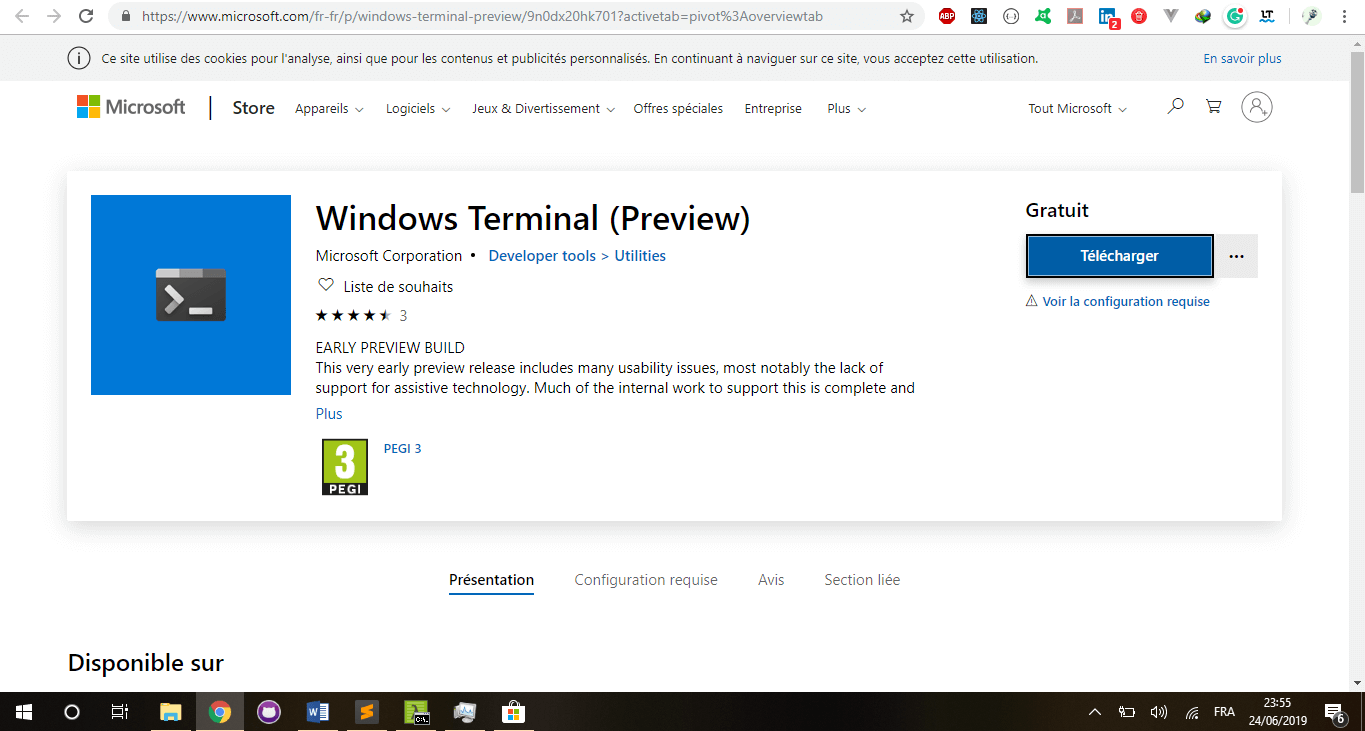 https://www.microsoft.com/fr-fr/p/windows-terminal-preview/9n0dx20hk701?activetab=pivot%3Aoverviewtab
ABP
2
LT
Ce site utilise des cookies pour l'analyse, ainsi que pour les contenus et publicités personnalisés. En continuant à naviguer sur ce site, vous acceptez cette utilisation.
En savoir plus
Microsoft
Store
Appareils
Logiciels
Jeux & Divertissement
Offres spéciales
Entreprise
Plus
Tout Microsoft
Windows Terminal (Preview)
Microsoft Corporation • Developer tools > Utilities
Liste de souhaits
3
EARLY PREVIEW BUILD
This very early preview release includes many usability issues, most notably the lack of
support for assistive technology. Much of the internal work to support this is complete and
Plus
3
PEGI
PEGI 3
Gratuit
Télécharger
Voir la configuration requise
Présentation
Configuration requise
Avis
Section liée
Disponible sur
FRA
23:55
24/06/2019
6